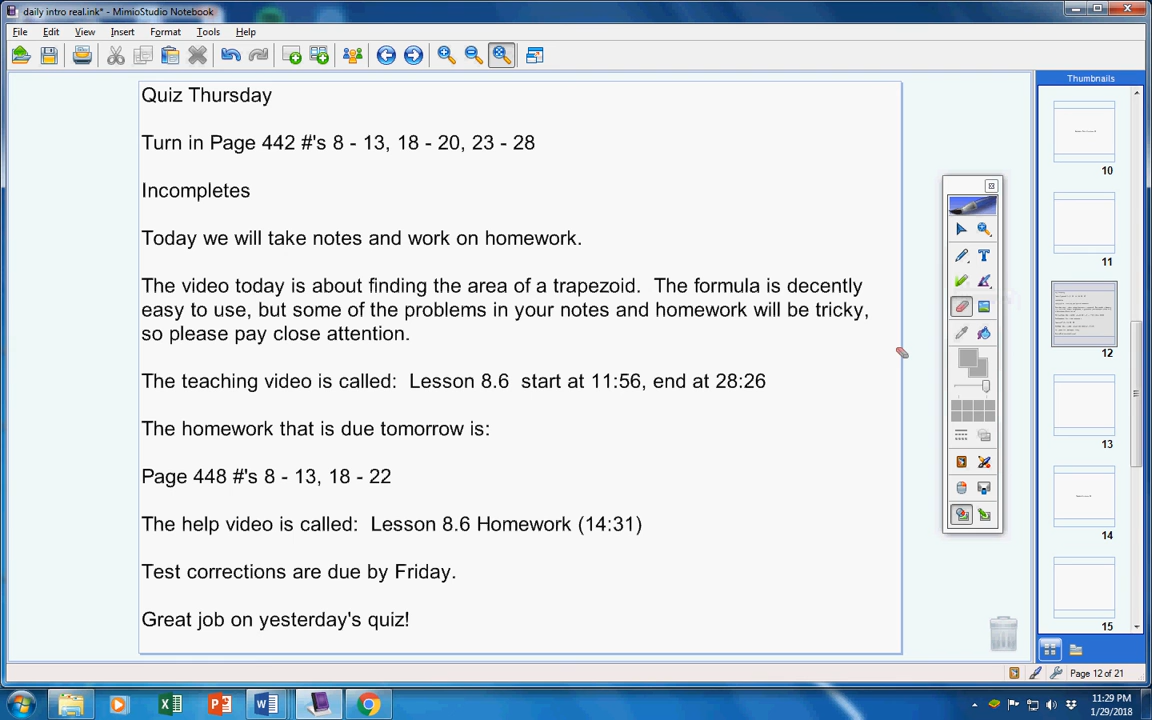 daily intro real.ink* - MimioStudio Notebook
File Edit View Insert Format Tools Help
Quiz Thursday
Turn in Page 442 #'s 8 - 13, 18 - 20, 23 - 28
Incompletes
Today we will take notes and work on homework.
The video today is about finding the area of a trapezoid.  The formula is decently
easy to use, but some of the problems in your notes and homework will be tricky,
so please pay close attention.
The teaching video is called:  Lesson 8.6  start at 11:56, end at 28:26
The homework that is due tomorrow is:
Page 448 #'s 8 - 13, 18 - 22
The help video is called:  Lesson 8.6 Homework (14:31)
Test corrections are due by Friday.
Great job on yesterday's quiz!
Thumbnails
10
11
12
13
14
15
Page 12 of 21
11:29 PM
1/29/2018